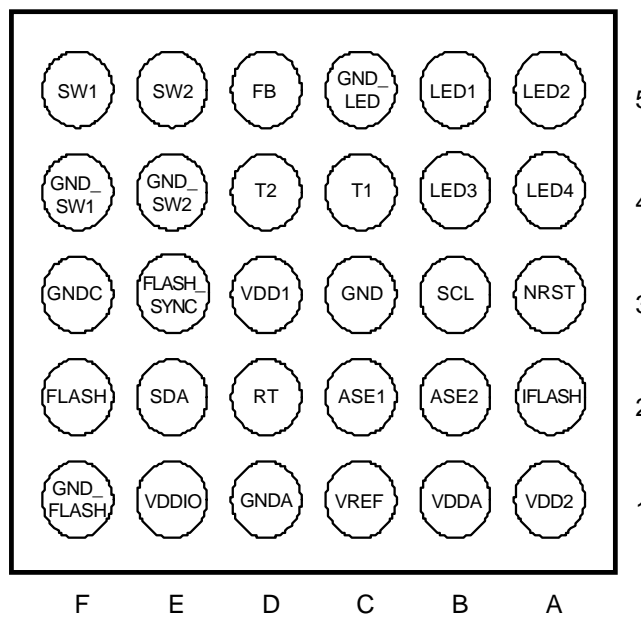 SW1 SW2 FB GND_ LED LED1 LED2 5
GND_ SW1 GND_ SW2 T2 T1 LED3 LED4 4
GNDC FLASH_ SYNC VDD1 GND SCL NRST 3
FLASH SDA RT ASE1 ASE2 IFLASH 2
GND_ FLASH VDDIO GNDA VREF VDDA VDD2 1
F E D C B A